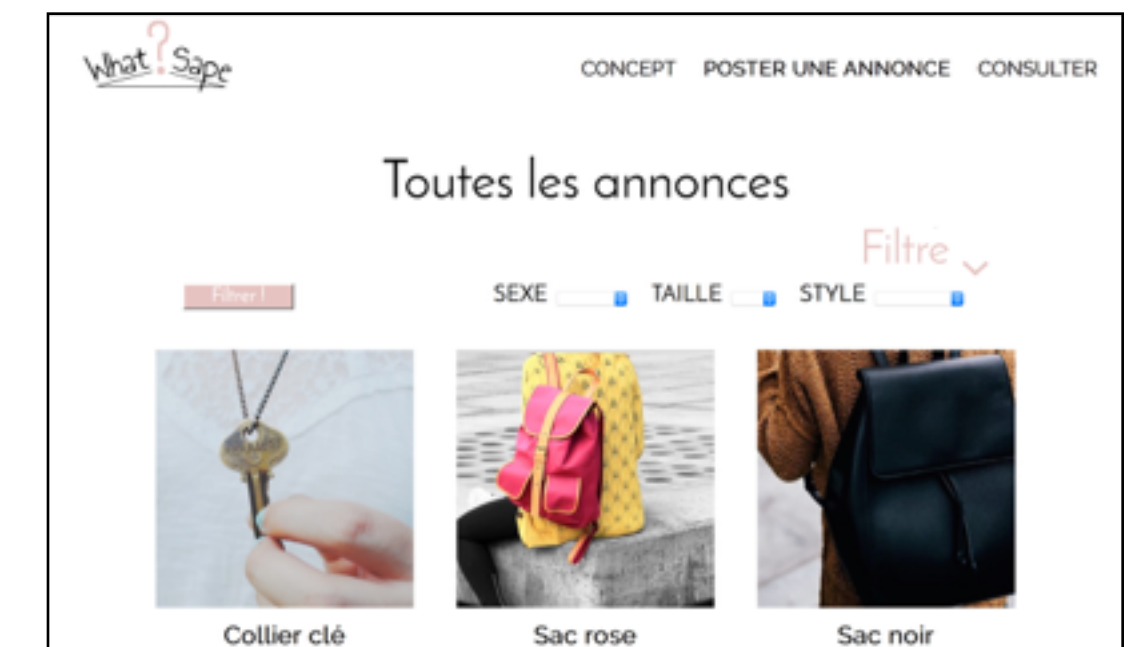 What ? Sape
CONCEPT POSTER UNE ANNONCE CONSULTER
Toutes les annonces
Filtre
Filtrer ! SEXE TAILLE STYLE
Collier clé Sac rose Sac noir